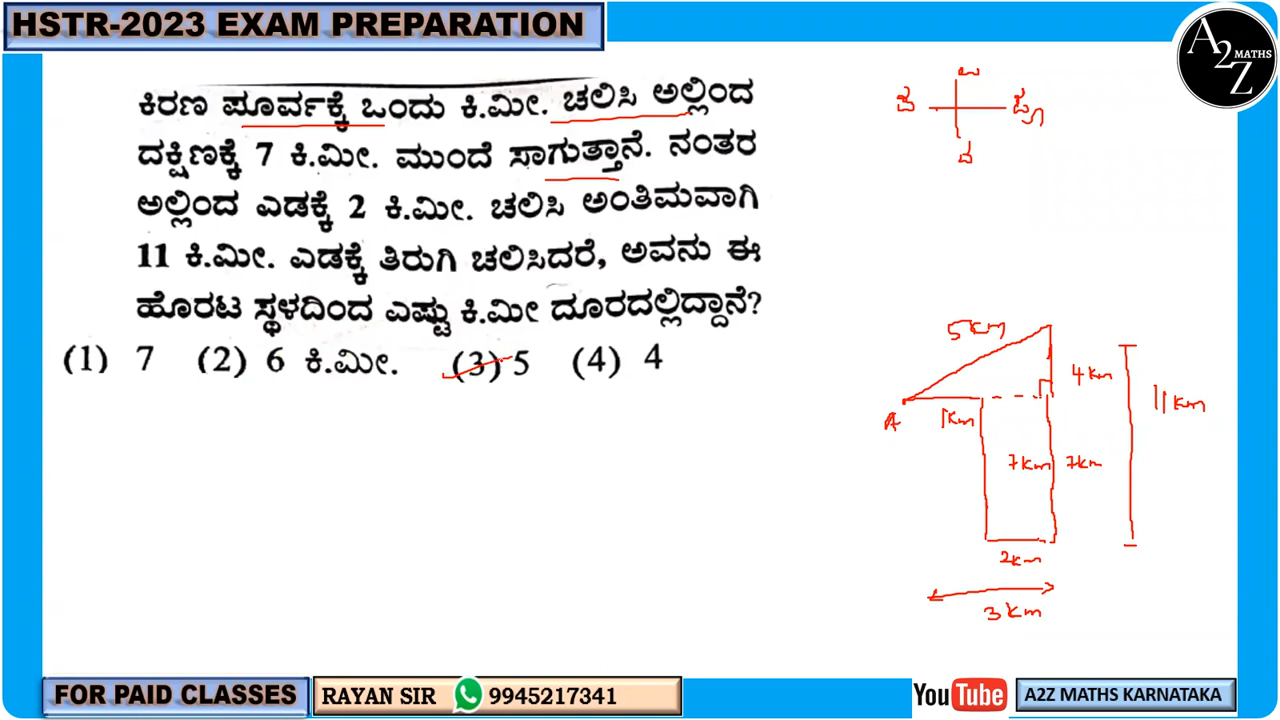 HSTR-2023 EXAM PREPARATION
A2Z MATHS
ಕಿರಣ ಪೂರ್ವಕ್ಕೆ ಒಂದು ಕಿ.ಮೀ. ಚಲಿಸಿ ಅಲ್ಲಿಂದ
ದಕ್ಷಿಣಕ್ಕೆ 7 ಕಿ.ಮೀ. ಮುಂದೆ ಸಾಗುತ್ತಾನೆ. ನಂತರ
ಅಲ್ಲಿಂದ ಎಡಕ್ಕೆ 2 ಕಿ.ಮೀ. ಚಲಿಸಿ ಅಂತಿಮವಾಗಿ
11 ಕಿ.ಮೀ. ಎಡಕ್ಕೆ ತಿರುಗಿ ಚಲಿಸಿದರೆ, ಅವನು ಈ
ಹೊರಟ ಸ್ಥಳದಿಂದ ಎಷ್ಟು ಕಿ.ಮೀ ದೂರದಲ್ಲಿದ್ದಾನೆ?
(1) 7 (2) 6 ಕಿ.ಮೀ. (3) 5 (4) 4
5km
4km
11km
A
1km
7km 7km
2km
3km
FOR PAID CLASSES
RAYAN SIR 9945217341
YouTube
A2Z MATHS KARNATAKA